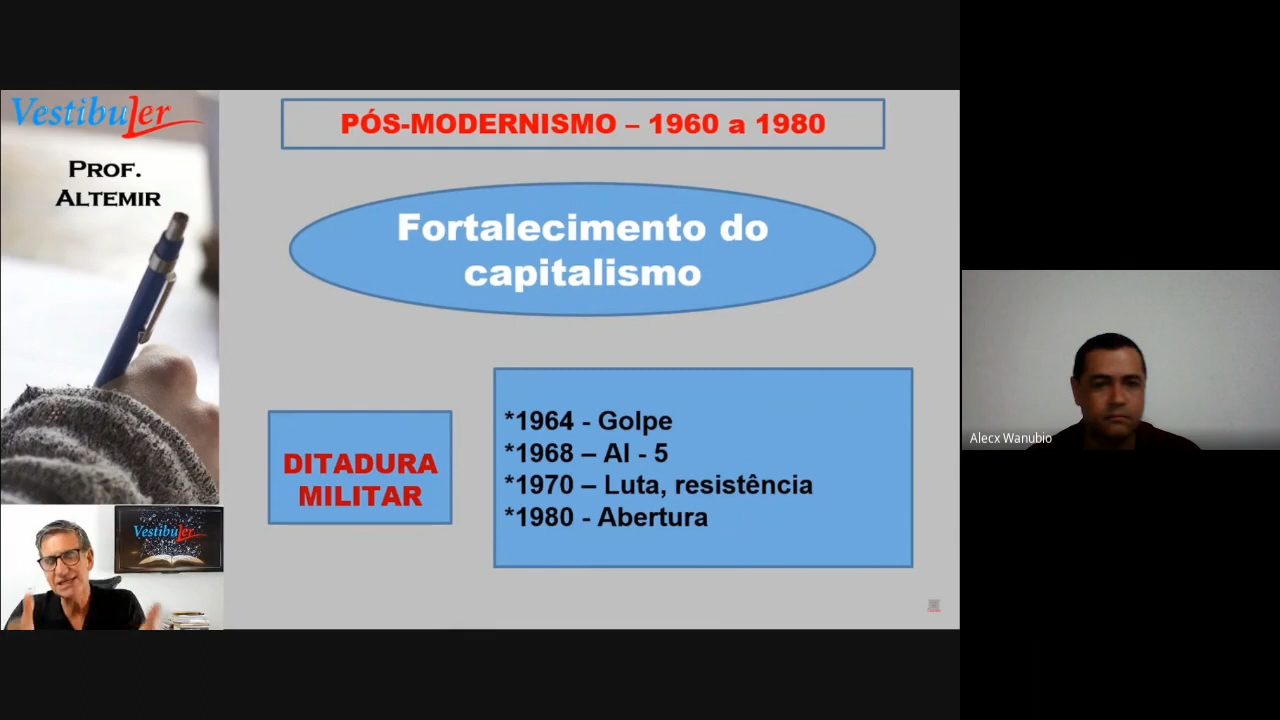 Vestibuler
PROF.
ALTEMIR
PÓS-MODERNISMO – 1960 a 1980
Fortalecimento do
capitalismo
DITADURA
MILITAR
*1964 - Golpe
*1968 – AI - 5
*1970 – Luta, resistência
*1980 - Abertura
Vestibuler
Alecx Wanubio